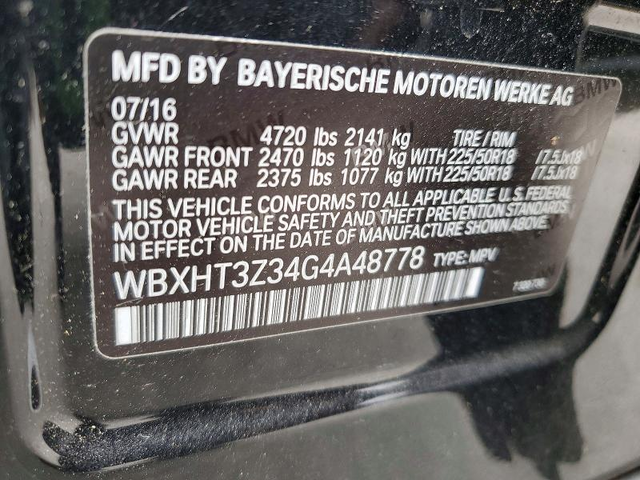 MFD BY BAYERISCHE MOTOREN WERKE AG
07/16
GVWR 4720 lbs 2141 kg TIRE / RIM
GAWR FRONT 2470 lbs 1120 kg WITH 225/50R18 /7.5Jx18
GAWR REAR 2375 lbs 1077 kg WITH 225/50R18 /7.5Jx18
THIS VEHICLE CONFORMS TO ALL APPLICABLE U.S. FEDERAL
MOTOR VEHICLE SAFETY AND THEFT PREVENTION STANDARDS
IN EFFECT ON THE DATE OF MANUFACTURE SHOWN ABOVE.
WBXHT3Z34G4A48778 TYPE: MPV